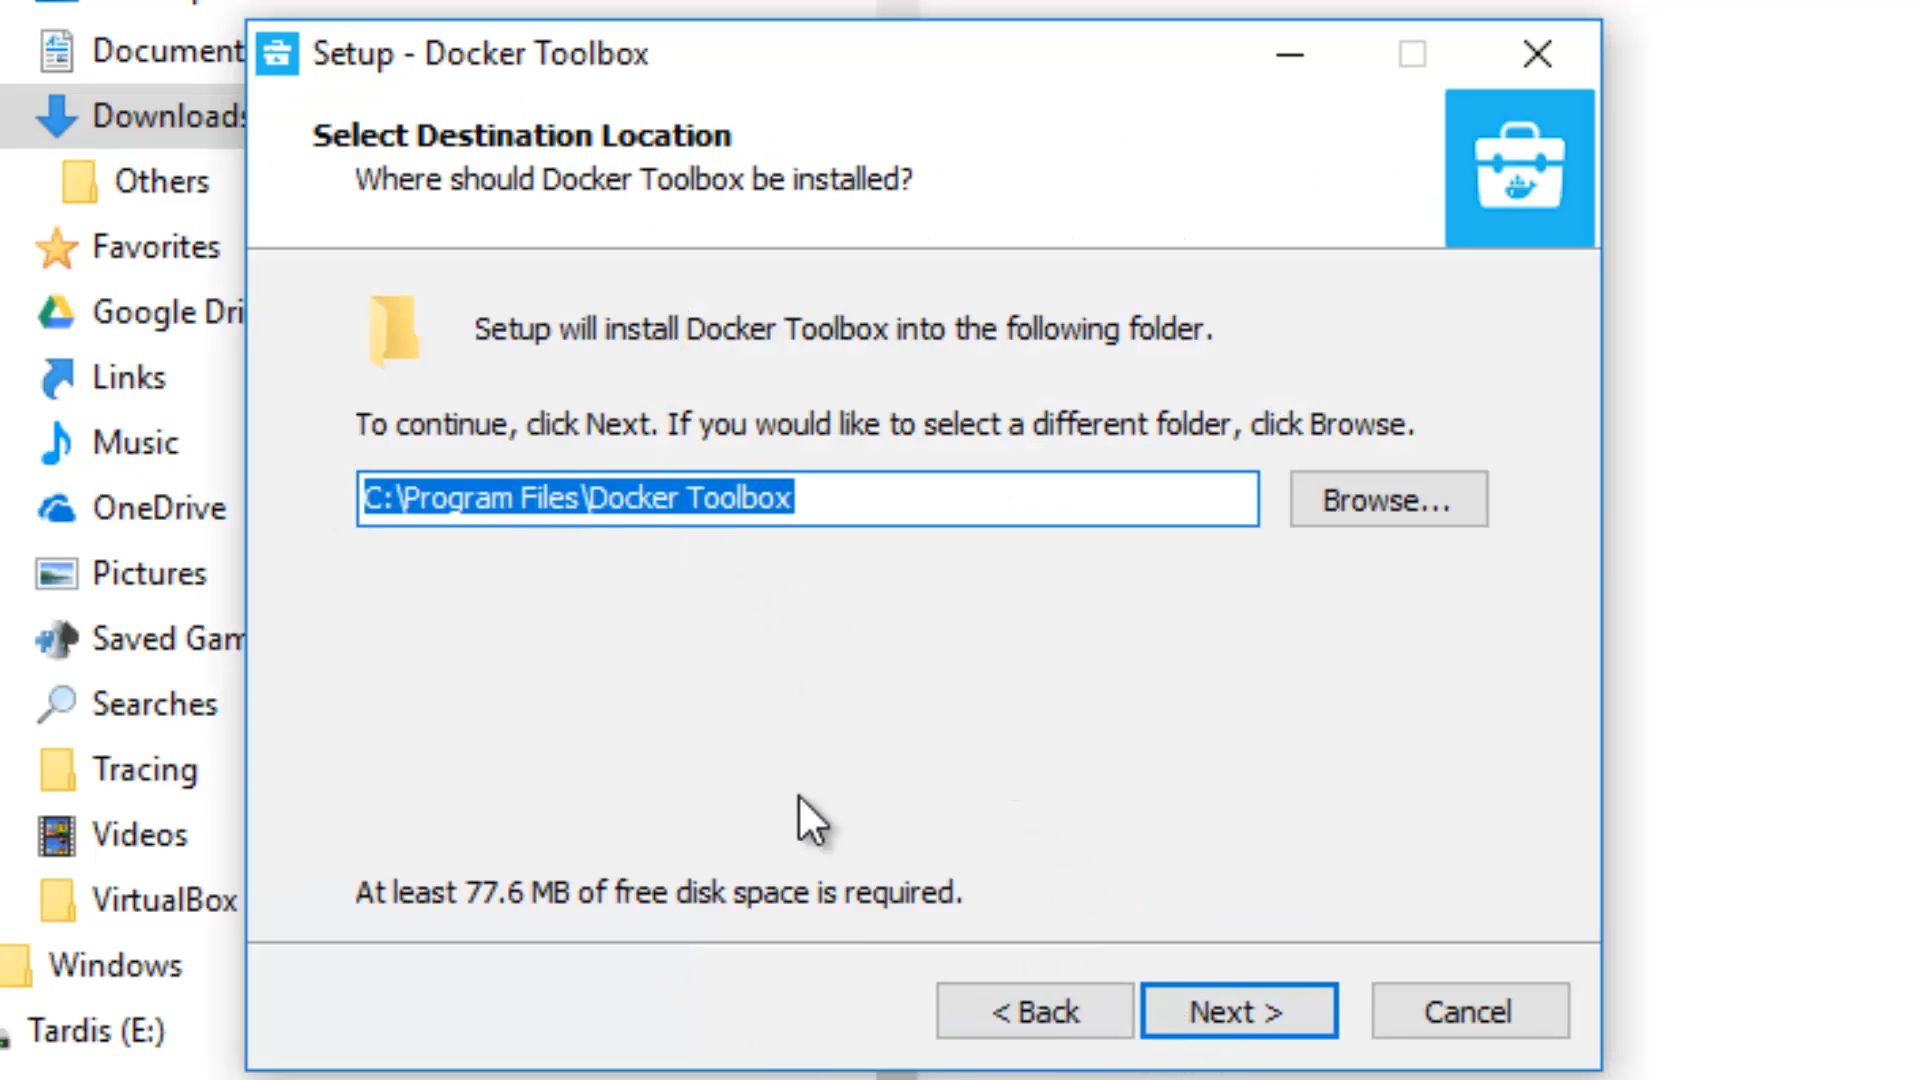 Document
Downloads
Others
Favorites
Google Dri
Links
Music
OneDrive
Pictures
Saved Gam
Searches
Tracing
Videos
VirtualBox
Windows
Tardis (E:)
Setup - Docker Toolbox
Select Destination Location
Where should Docker Toolbox be installed?
Setup will install Docker Toolbox into the following folder.
To continue, click Next. If you would like to select a different folder, click Browse.
C:\Program Files\Docker Toolbox
Browse...
At least 77.6 MB of free disk space is required.
< Back
Next >
Cancel